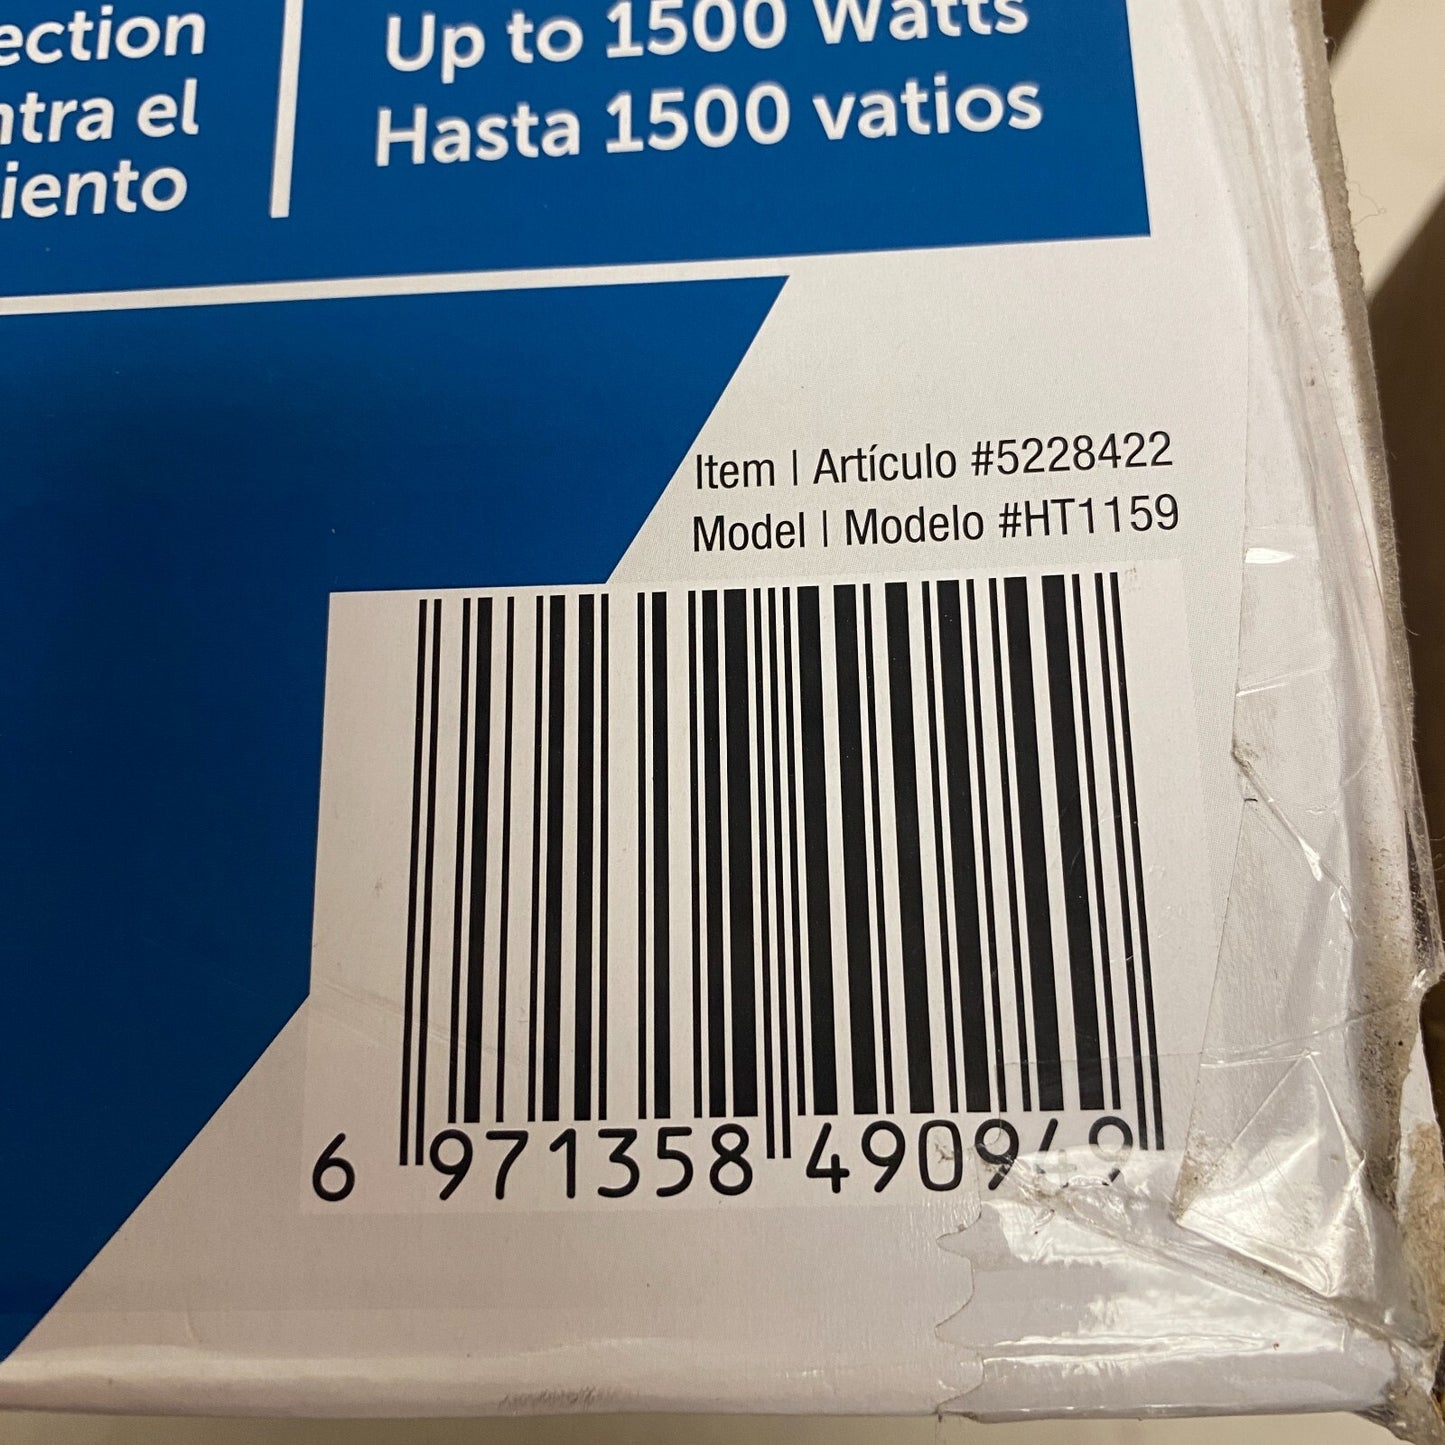 ection
ntra el
iento
Up to 1500 Watts
Hasta 1500 vatios
Item | Artículo #5228422
Model | Modelo #HT1159
6 971358 490949